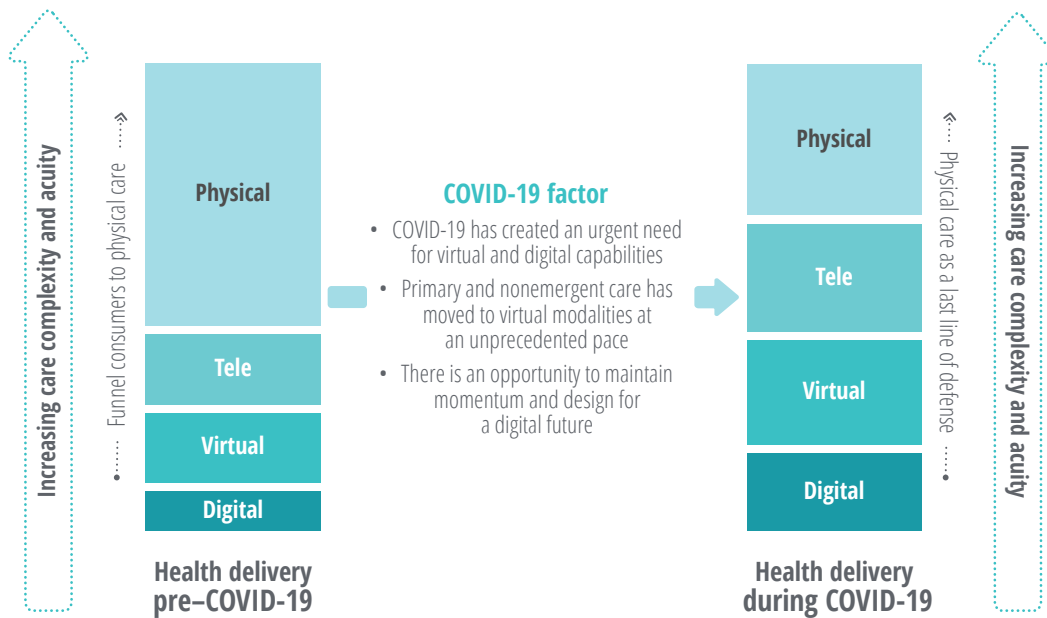 Increasing care complexity and acuity
Funnel consumers to physical care
Physical
Tele
Virtual
Digital
Health delivery
pre–COVID-19
COVID-19 factor
• COVID-19 has created an urgent need
for virtual and digital capabilities
• Primary and nonemergent care has
moved to virtual modalities at
an unprecedented pace
• There is an opportunity to maintain
momentum and design for
a digital future
Physical
Tele
Virtual
Digital
Health delivery
during COVID-19
Physical care as a last line of defense
Increasing care complexity and acuity